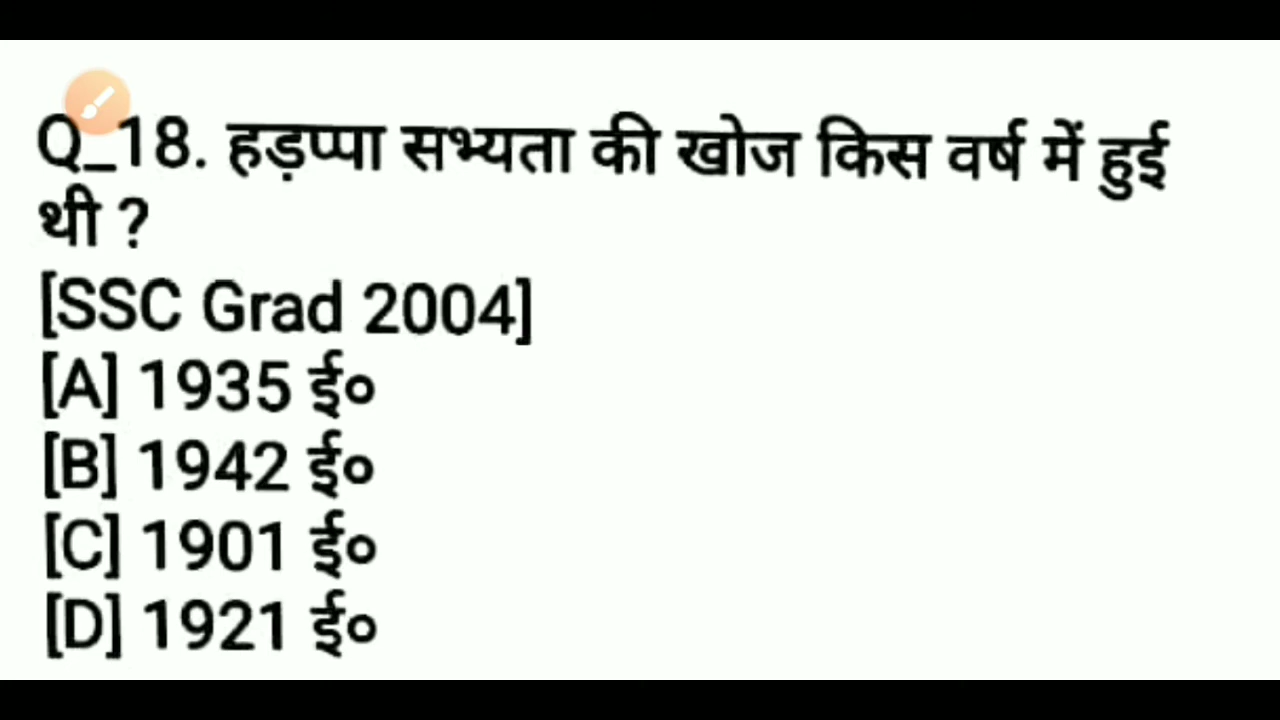 Q_18. हड़प्पा सभ्यता की खोज किस वर्ष में हुई
थी ?
[SSC Grad 2004]
[A] 1935 ई०
[B] 1942 ई०
[C] 1901 ई०
[D] 1921 ई०